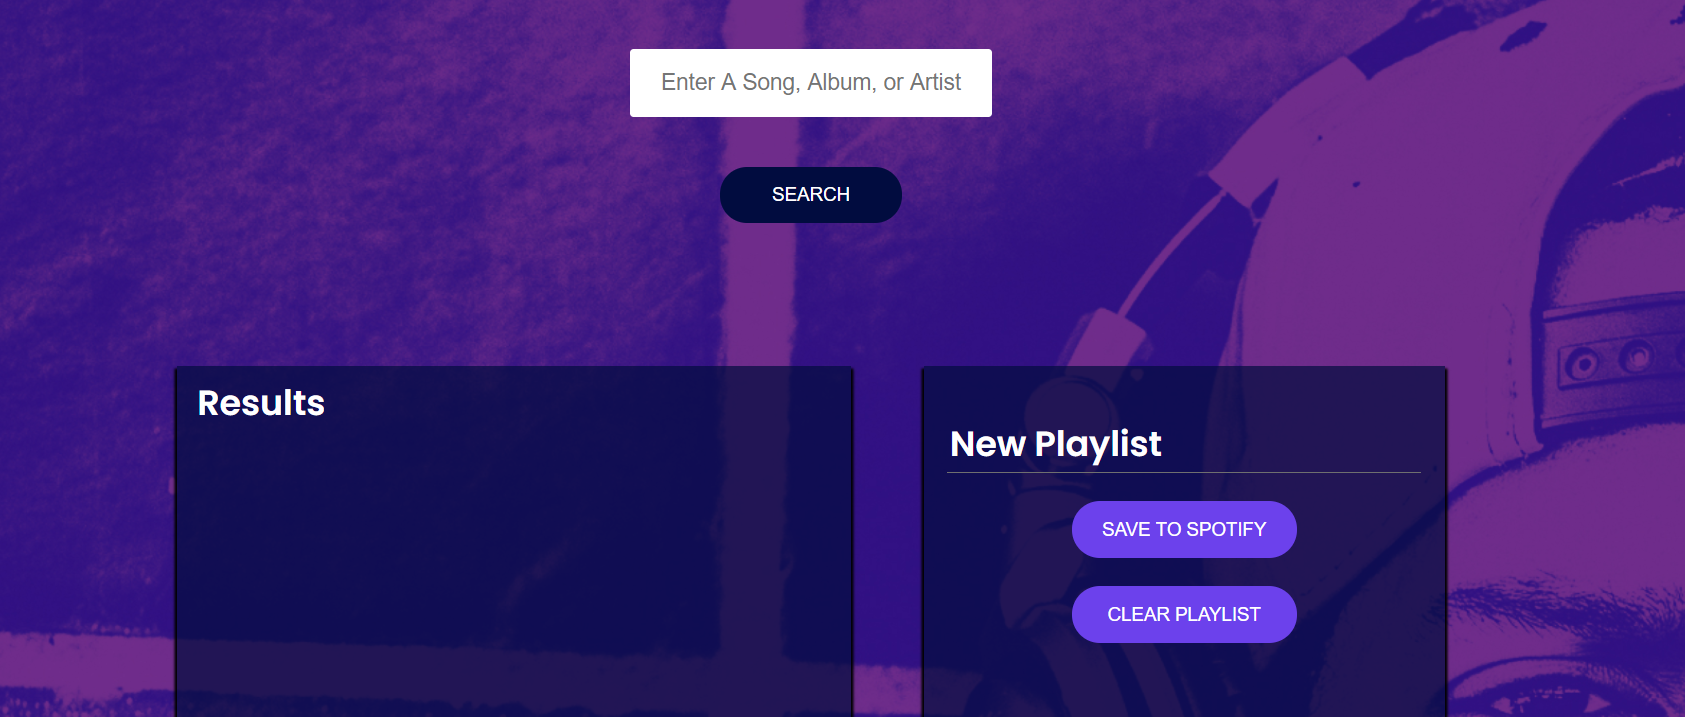 Enter A Song, Album, or Artist
SEARCH
Results
New Playlist
SAVE TO SPOTIFY
CLEAR PLAYLIST